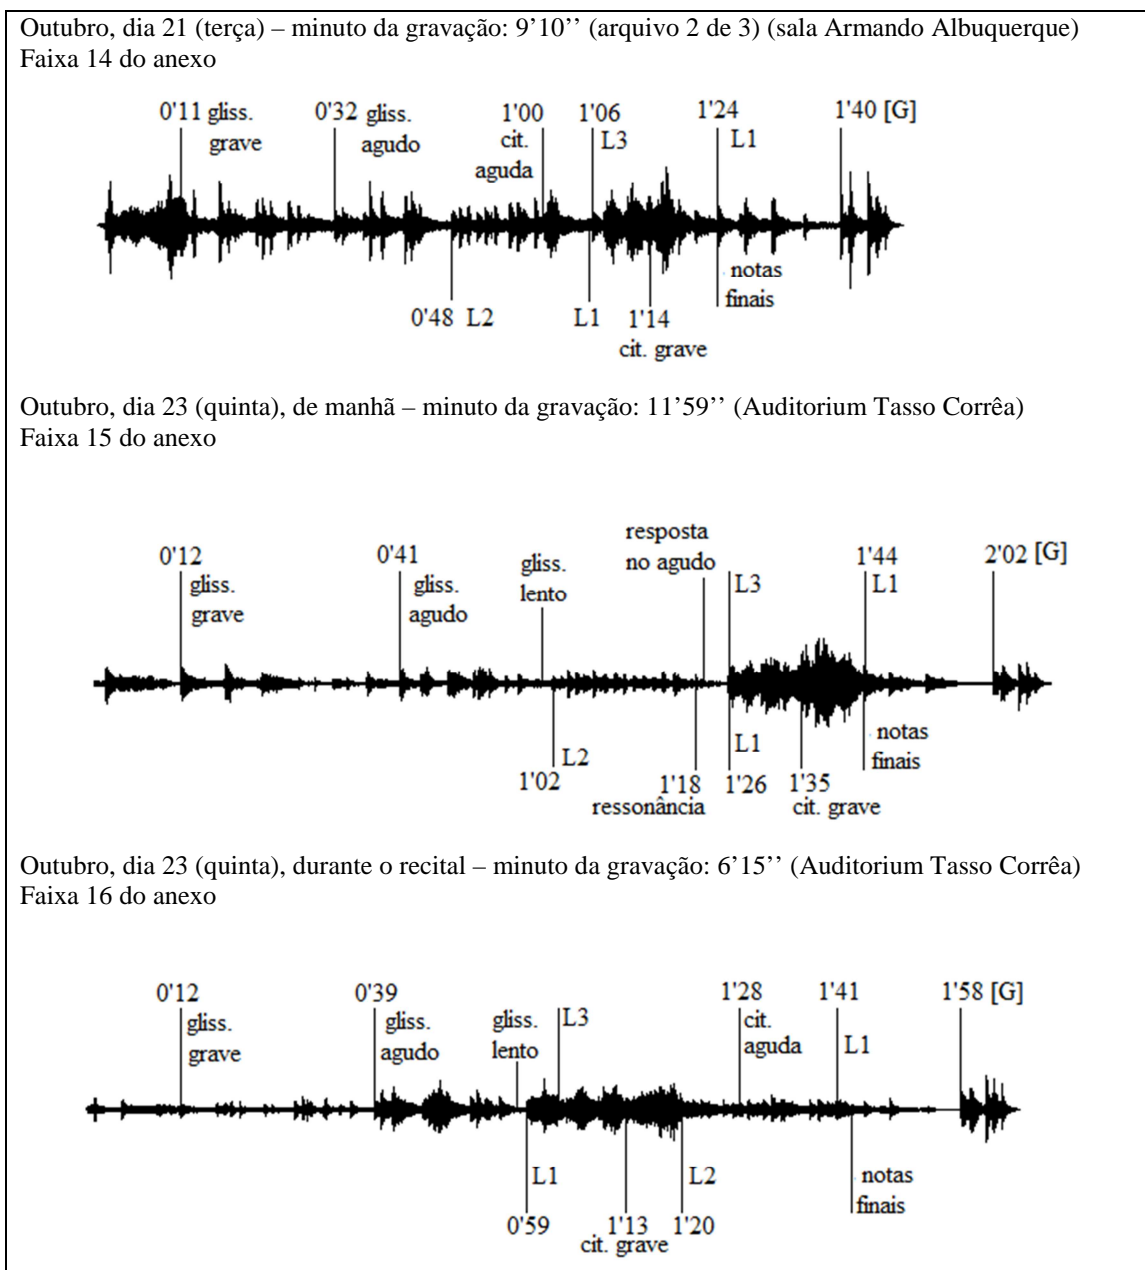 Outubro, dia 21 (terça) – minuto da gravação: 9’10’’ (arquivo 2 de 3) (sala Armando Albuquerque)
Faixa 14 do anexo
0'11 gliss. grave
0'32 gliss. agudo
1'00 cit. aguda
1'06 L3
1'24 L1
1'40 [G]
0'48 L2
L1
1'14 cit. grave
notas finais
Outubro, dia 23 (quinta), de manhã – minuto da gravação: 11’59’’ (Auditorium Tasso Corrêa)
Faixa 15 do anexo
0'12 gliss. grave
0'41 gliss. agudo
gliss. lento
resposta no agudo
L3
1'44 L1
2'02 [G]
1'02 L2
1'18 ressonância
L1 1'26
1'35 cit. grave
notas finais
Outubro, dia 23 (quinta), durante o recital – minuto da gravação: 6’15’’ (Auditorium Tasso Corrêa)
Faixa 16 do anexo
0'12 gliss. grave
0'39 gliss. agudo
gliss. lento
L3
1'28 cit. aguda
1'41 L1
1'58 [G]
L1 0'59
1'13 cit. grave
L2 1'20
notas finais